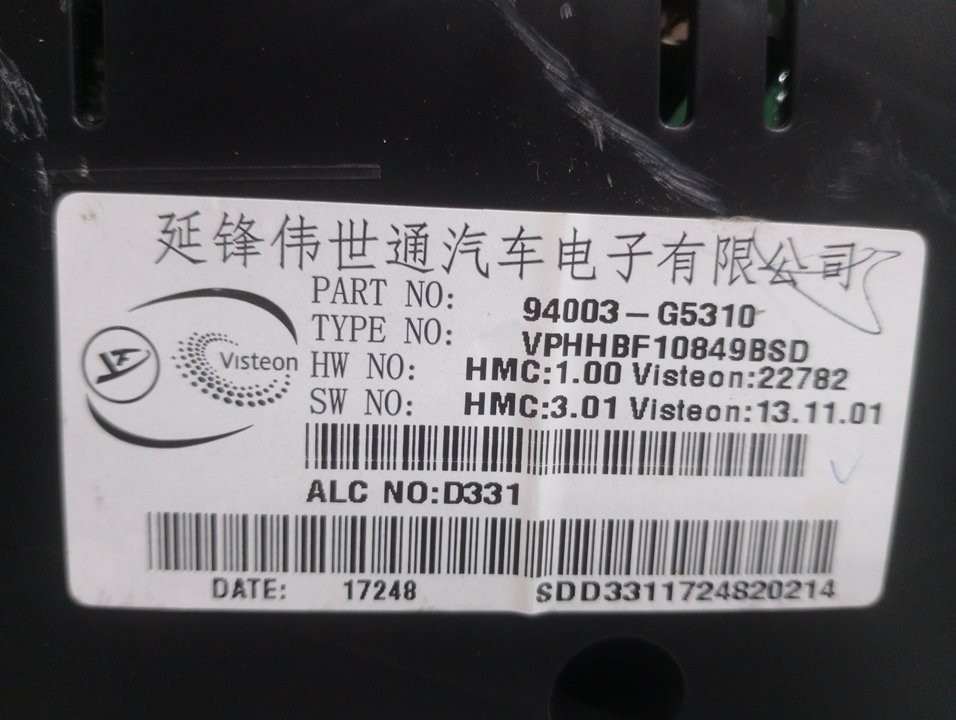 延锋伟世通汽车电子有限公司
PART NO: 94003-G5310
TYPE NO: VPHHBF10849BSD
Visteon
HW NO: HMC:1.00 Visteon:22782
SW NO: HMC:3.01 Visteon:13.11.01
ALC NO:D331
DATE: 17248 SDD3311724820214